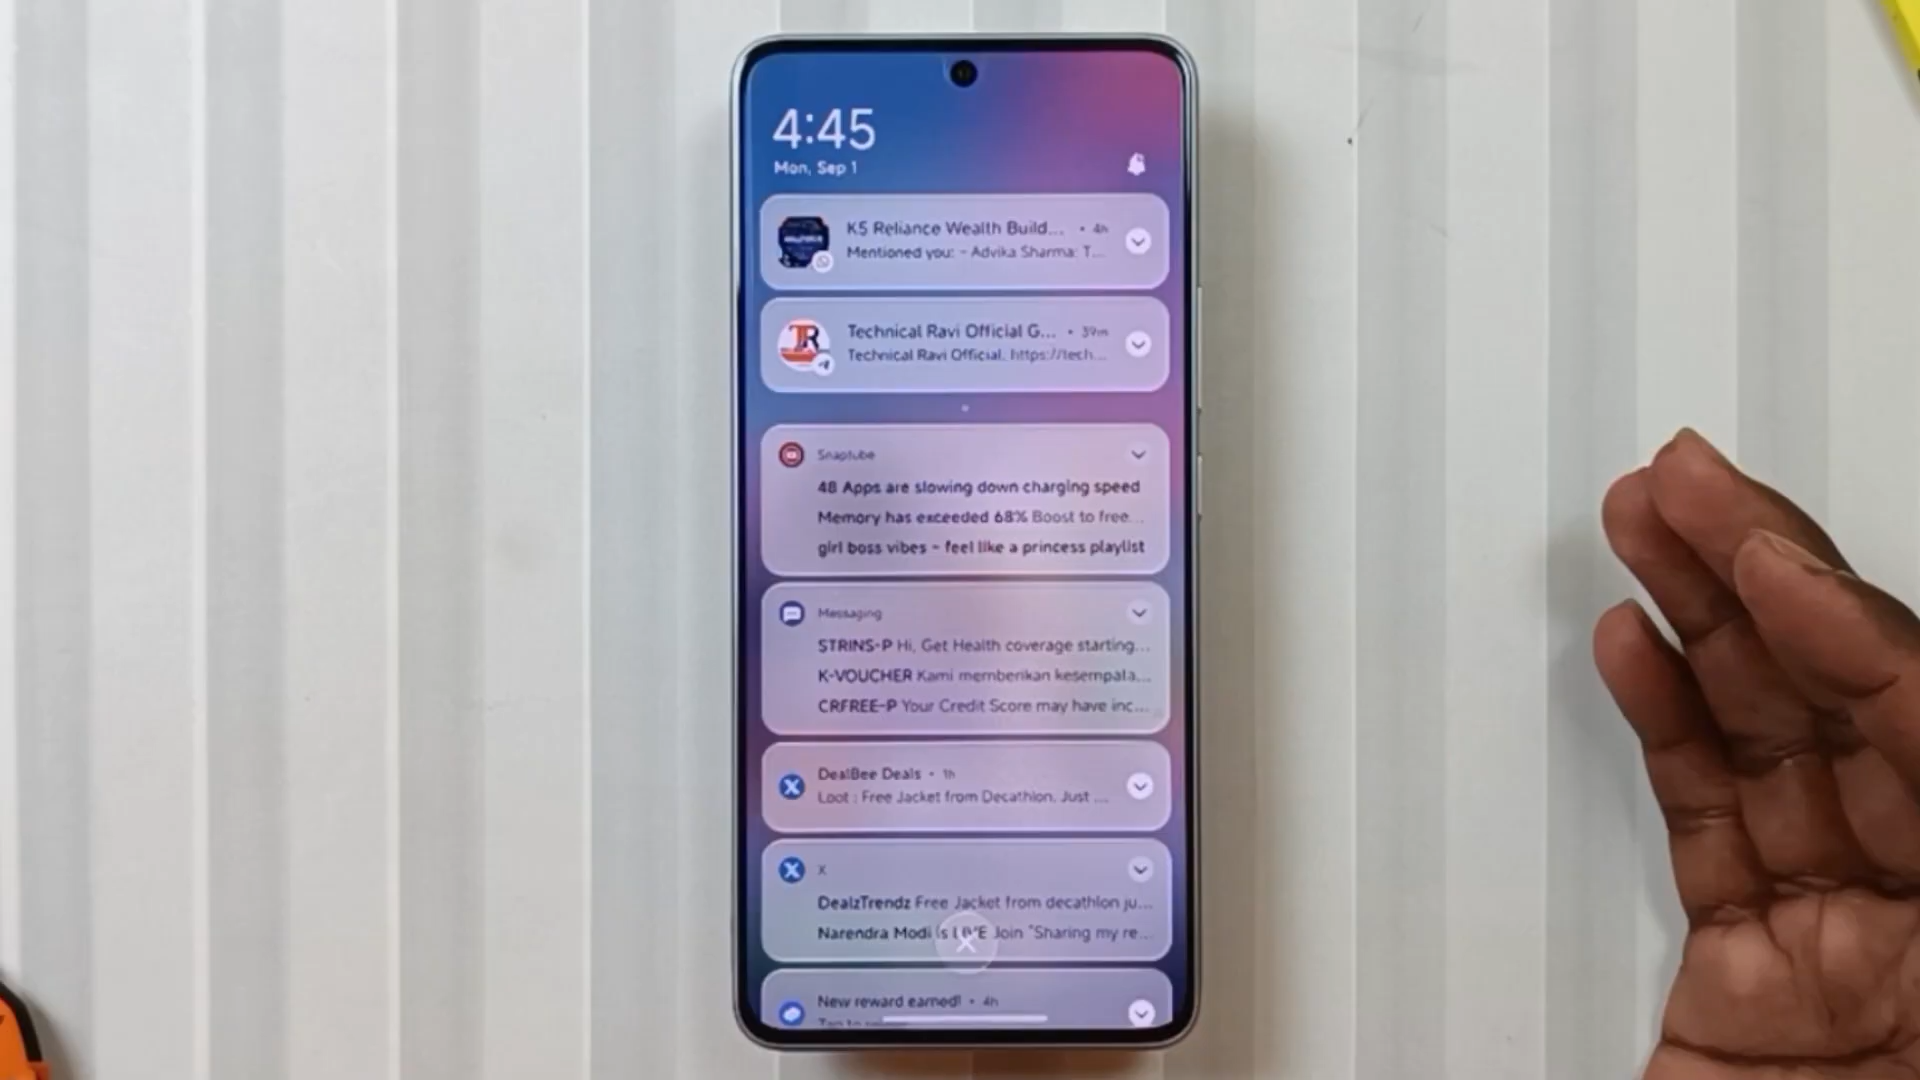 4:45
Mon, Sep 1
K5 Reliance Wealth Build... • 4h
Mentioned you: ~ Advika Sharma: T...
TR
Technical Ravi Official G... • 39m
Technical Ravi Official. https://tech...
Snaptube
48 Apps are slowing down charging speed
Memory has exceeded 68% Boost to free...
girl boss vibes - feel like a princess playlist
Messaging
STRINS-P Hi, Get Health coverage starting...
K-VOUCHER Kami memberikan kesempata...
CRFREE-P Your Credit Score may have inc...
DealBee Deals • 1h
Loot : Free Jacket from Decathlon. Just ...
X
DealzTrendz Free Jacket from decathlon ju...
Narendra Modi is LIVE Join "Sharing my re...
New reward earned! • 4h
Tap to